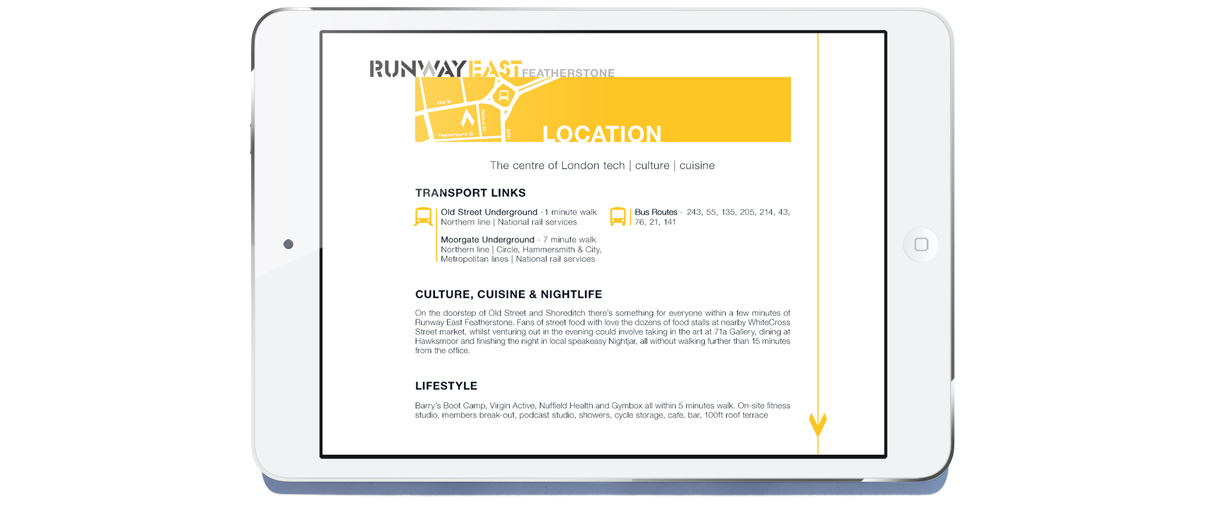 RUNWAYEAST FEATHERSTONE
Old St
Featherstone St
LOCATION
The centre of London tech | culture | cuisine
TRANSPORT LINKS
Old Street Underground - 1 minute walk
Northern line | National rail services
Moorgate Underground - 7 minute walk
Northern line | Circle, Hammersmith & City,
Metropolitan lines | National rail services
Bus Routes - 243, 55, 135, 205, 214, 43,
76, 21, 141
CULTURE, CUISINE & NIGHTLIFE
On the doorstep of Old Street and Shoreditch there's something for everyone within a few minutes of
Runway East Featherstone. Fans of street food with love the dozens of food stalls at nearby WhiteCross
Street market, whilst venturing out in the evening could involve taking in the art at 71a Gallery, dining at
Hawksmoor and finishing the night in local speakeasy Nightjar, all without walking further than 15 minutes
from the office.
LIFESTYLE
Barry's Boot Camp, Virgin Active, Nuffield Health and Gymbox all within 5 minutes walk. On-site fitness
studio, members break-out, podcast studio, showers, cycle storage, cafe, bar, 100ft roof terrace